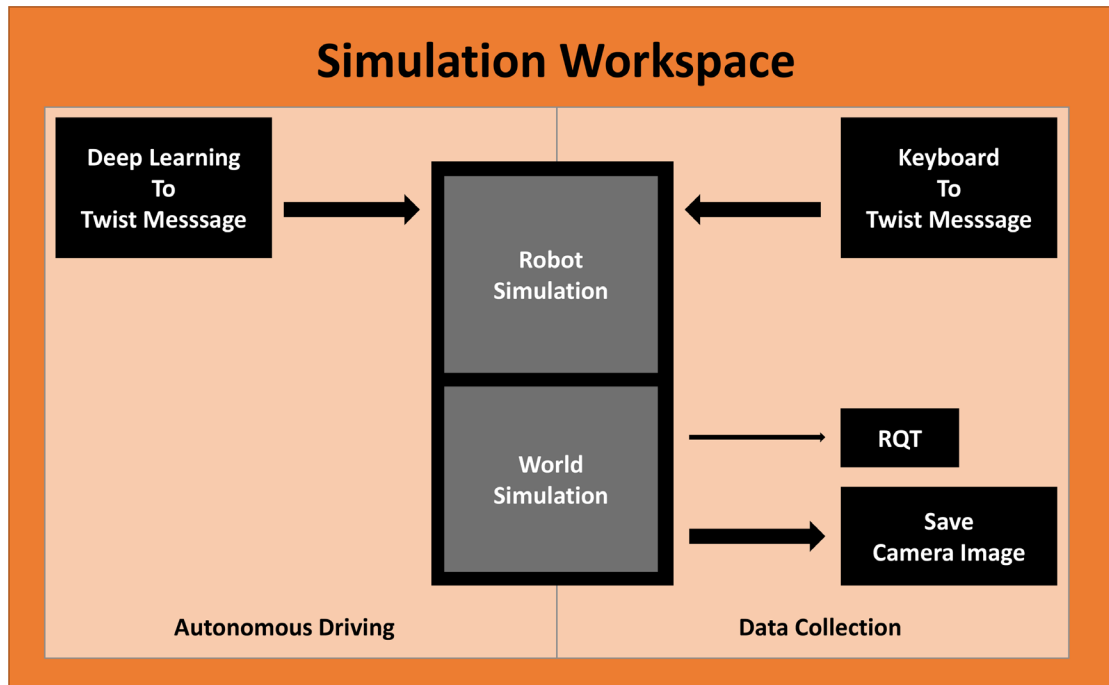 Simulation Workspace
Deep Learning
To
Twist Messsage
Keyboard
To
Twist Messsage
Robot
Simulation
World
Simulation
RQT
Save
Camera Image
Autonomous Driving
Data Collection